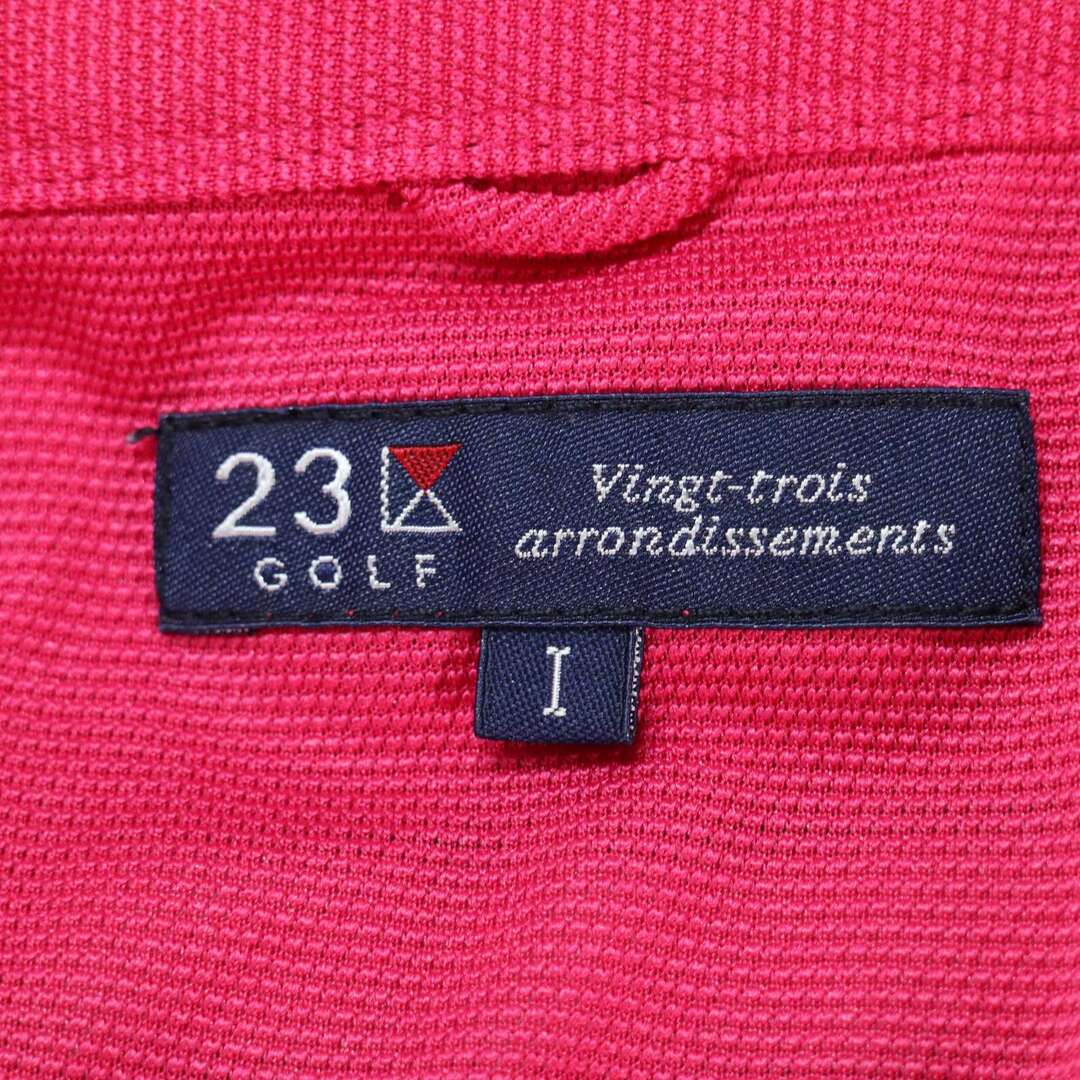 23
GOLF
Vingt-trois
arrondissements
I